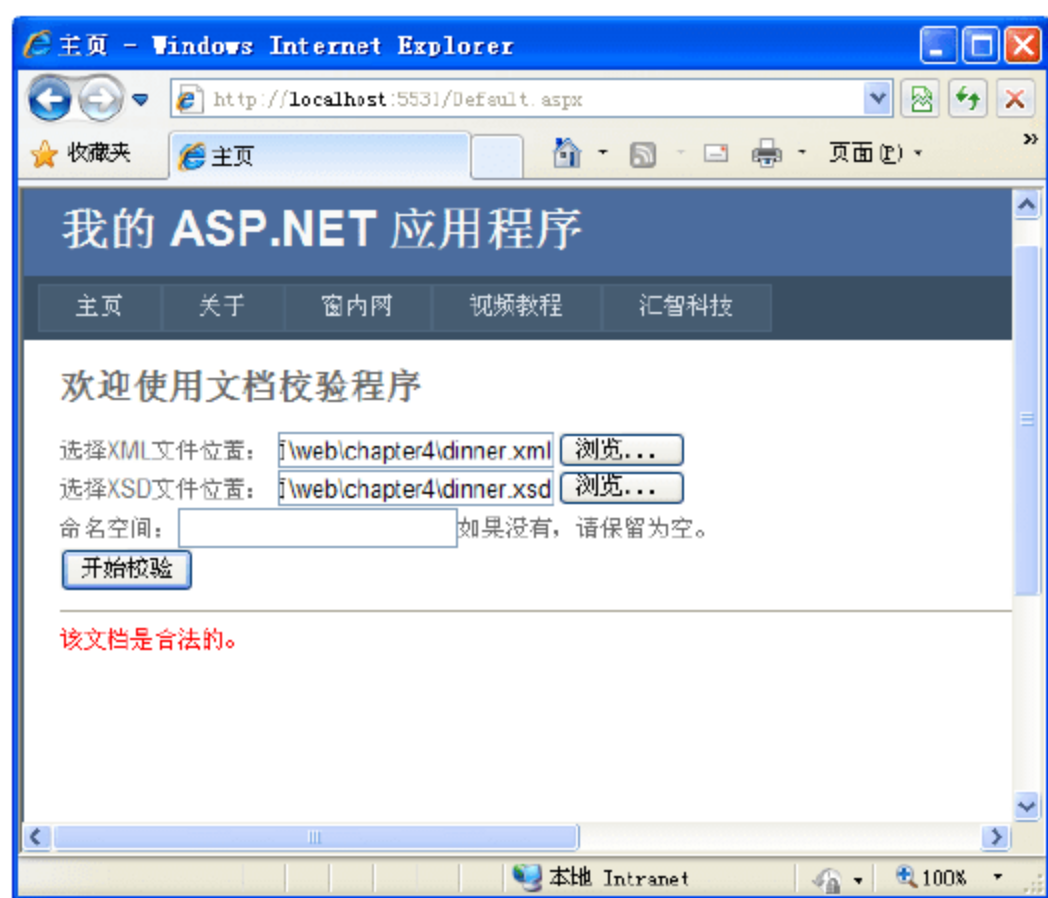 主页 - Windows Internet Explorer
http://localhost:5531/Default.aspx
收藏夹 主页 页面(P) »
我的 ASP.NET 应用程序
主页 关于 窗内网 视频教程 汇智科技
欢迎使用文档校验程序
选择XML文件位置: \web\chapter4\dinner.xml 浏览...
选择XSD文件位置: \web\chapter4\dinner.xsd 浏览...
命名空间: 如果没有,请保留为空。
开始校验
该文档是合法的。
本地 Intranet 100%